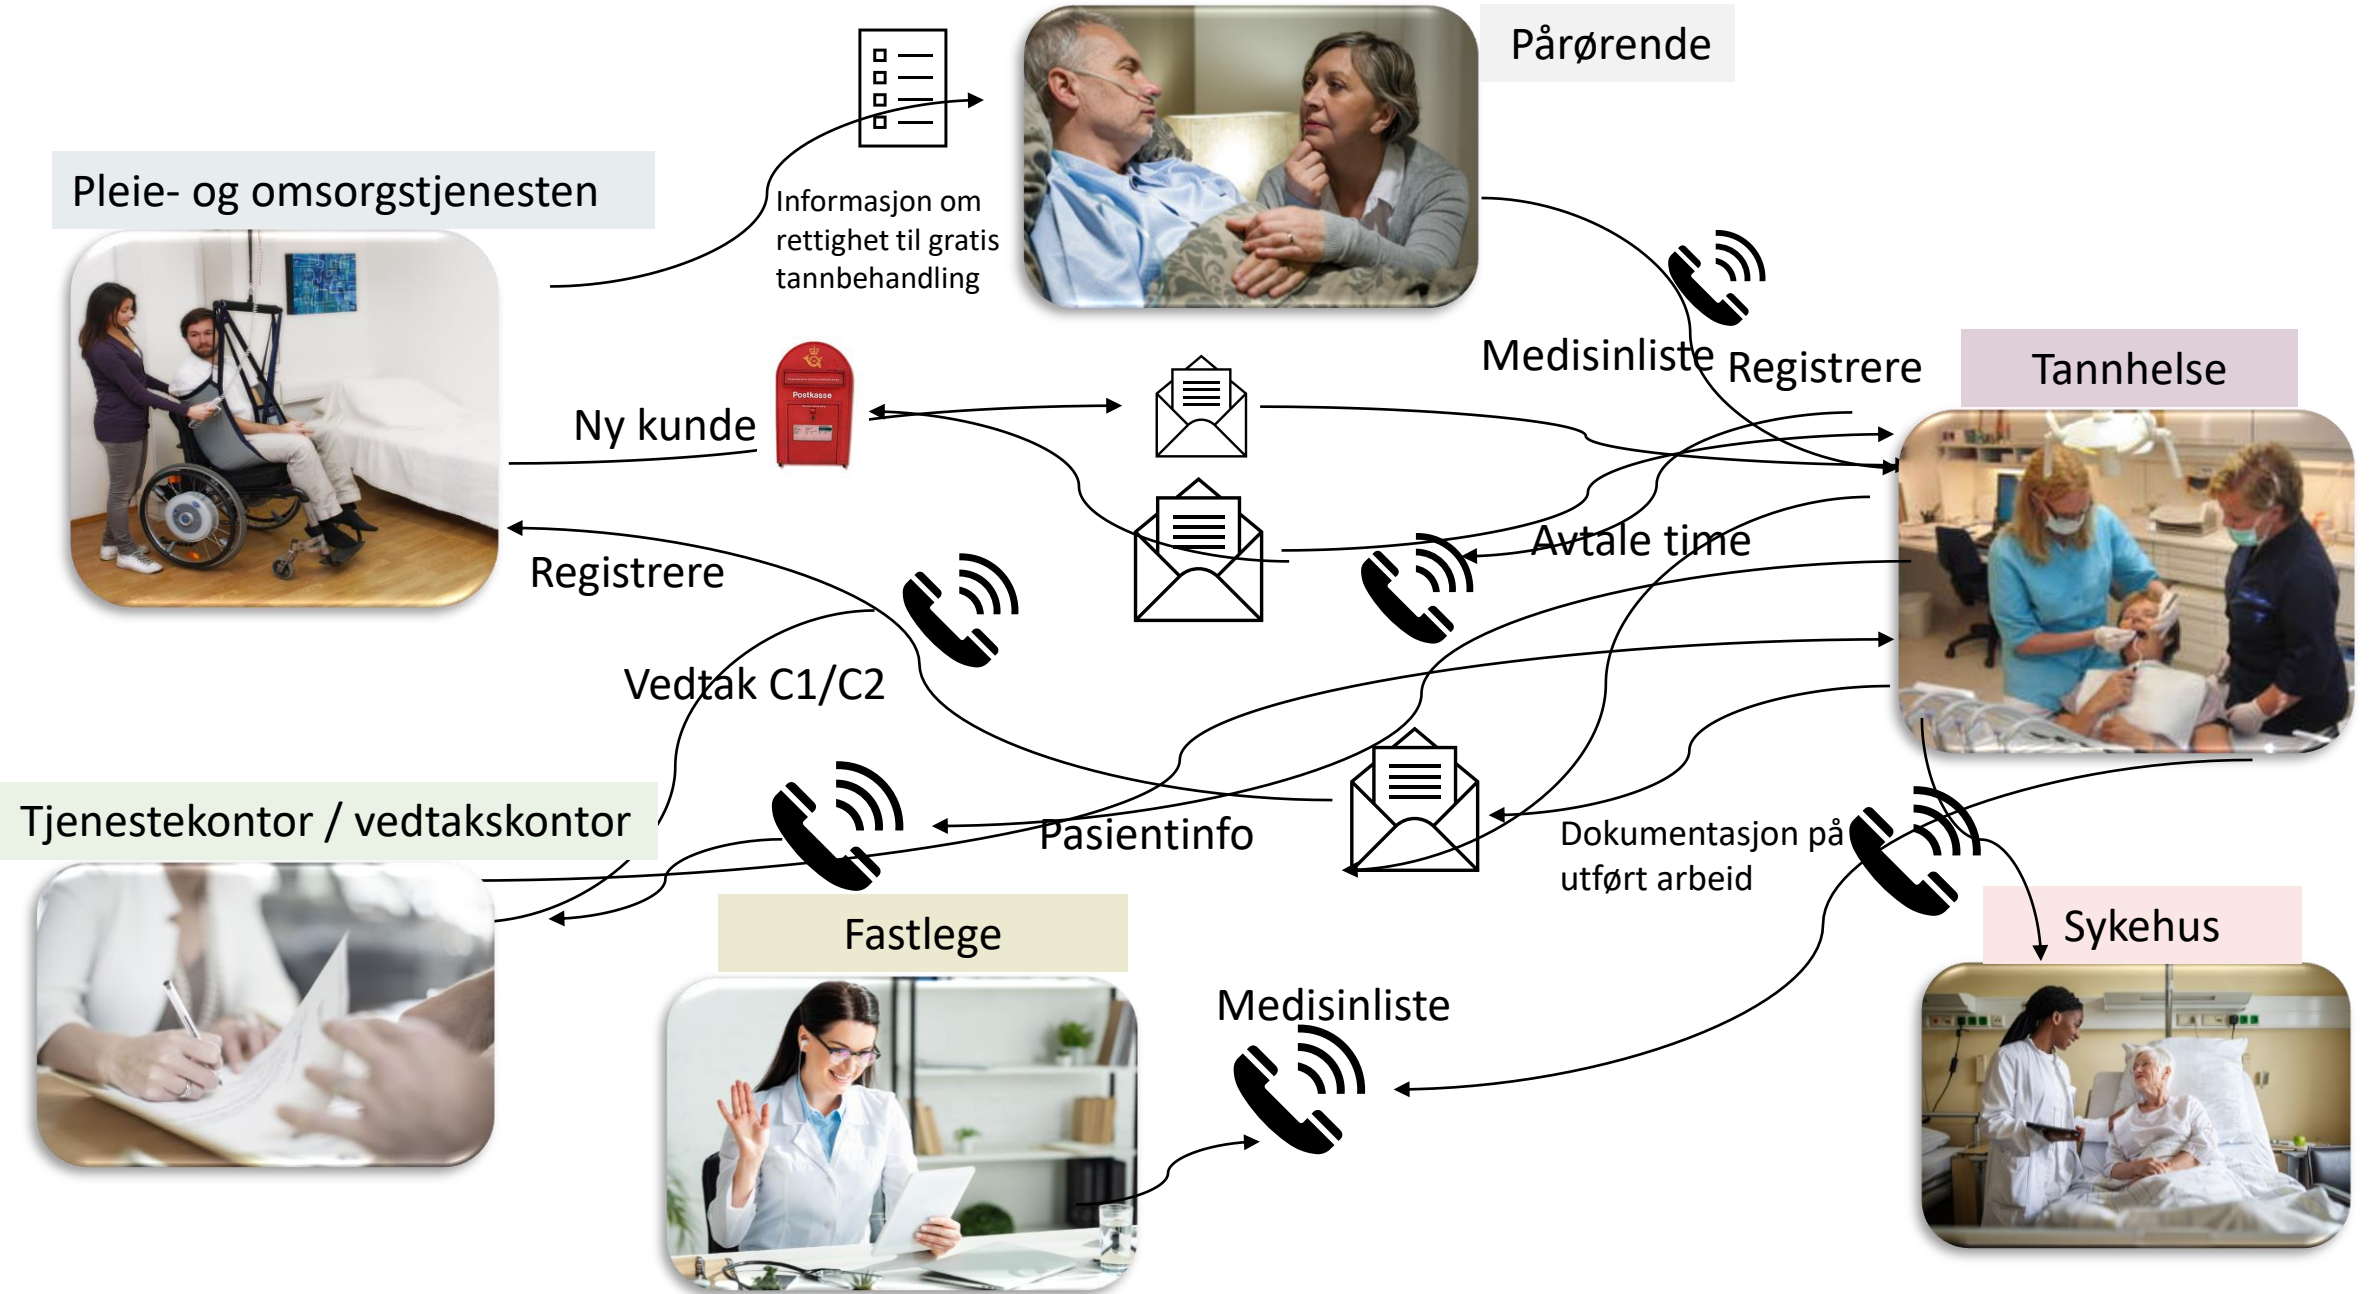 Pårørende
Pleie- og omsorgstjenesten
Informasjon om
rettighet til gratis
tannbehandling
Medisinliste
Registrere
Tannhelse
Postkasse
Ny kunde
Avtale time
Registrere
Vedtak C1/C2
Tjenestekontor / vedtakskontor
Pasientinfo
Dokumentasjon på
utført arbeid
Fastlege
Sykehus
Medisinliste